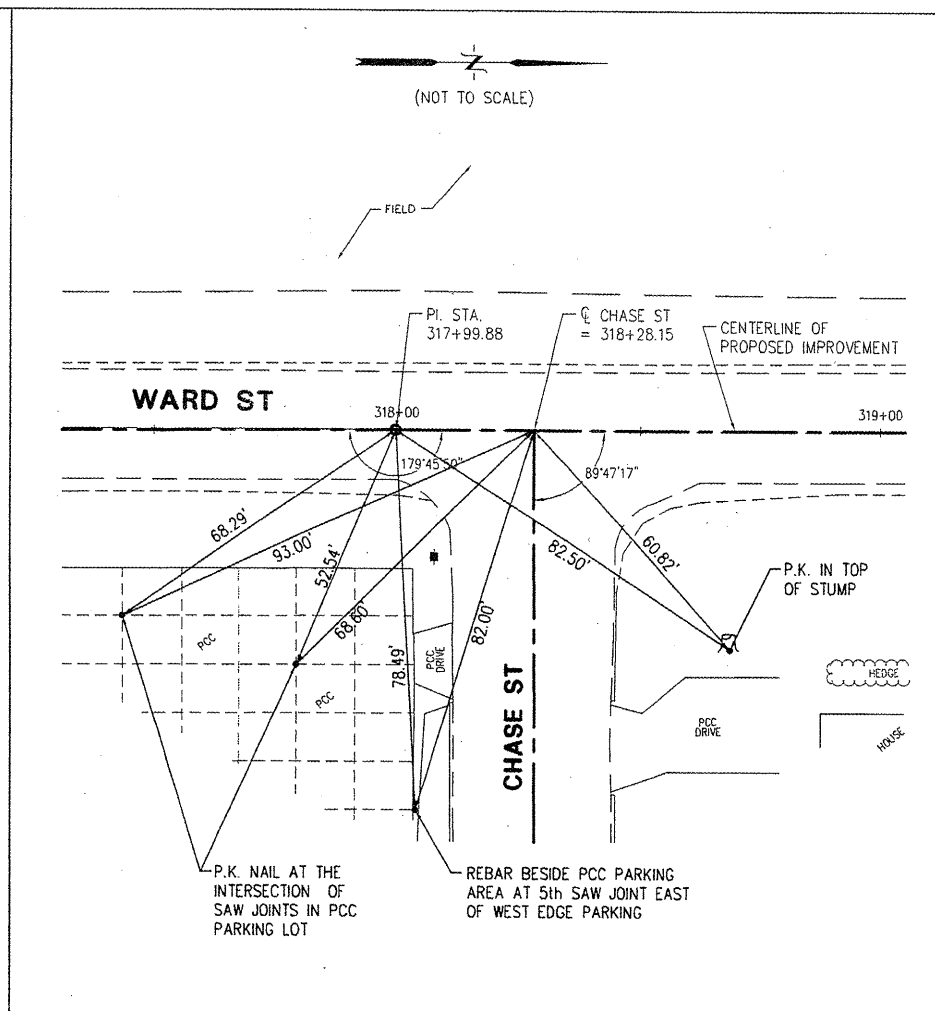 (NOT TO SCALE)
FIELD
PI. STA.
317+99.88
℄ CHASE ST
= 318+28.15
CENTERLINE OF
PROPOSED IMPROVEMENT
WARD ST
318+00
319+00
179°45'50"
89°47'17"
68.29'
93.00'
52.54'
68.60'
78.49'
82.00'
82.50'
60.82'
P.K. IN TOP
OF STUMP
PCC
PCC
PCC
DRIVE
CHASE ST
PCC
DRIVE
HEDGE
HOUSE
P.K. NAIL AT THE
INTERSECTION OF
SAW JOINTS IN PCC
PARKING LOT
REBAR BESIDE PCC PARKING
AREA AT 5th SAW JOINT EAST
OF WEST EDGE PARKING